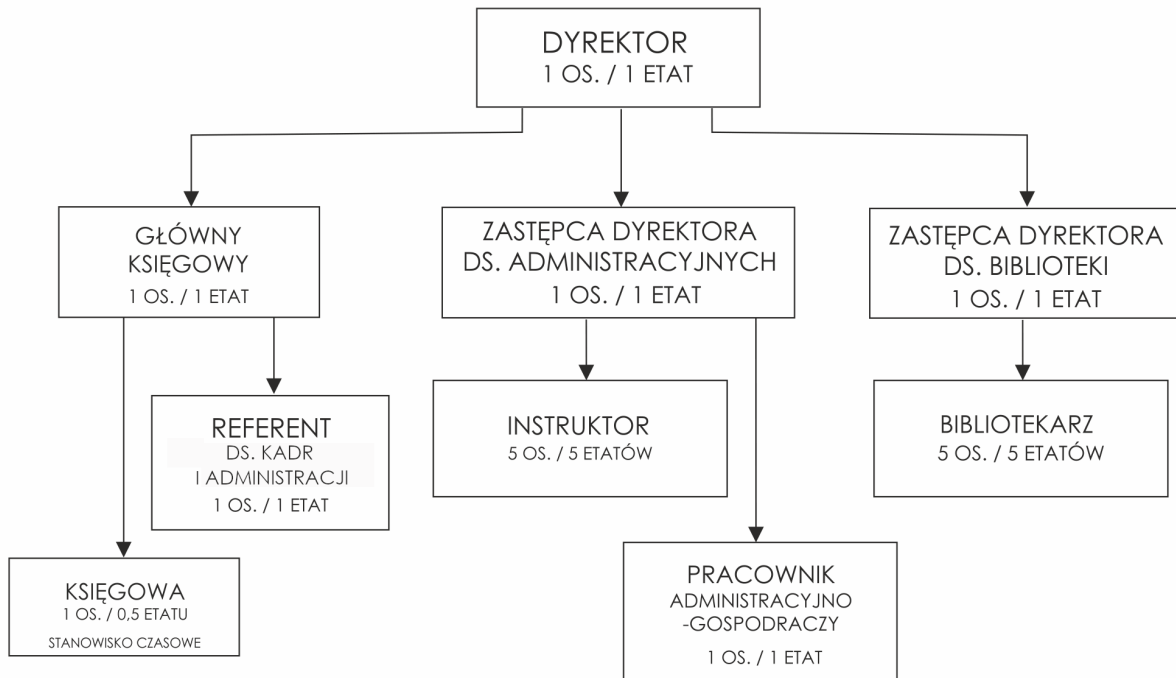 DYREKTOR
1 OS. / 1 ETAT
GŁÓWNY
KSIĘGOWY
1 OS. / 1 ETAT
ZASTĘPCA DYREKTORA
DS. ADMINISTRACYJNYCH
1 OS. / 1 ETAT
ZASTĘPCA DYREKTORA
DS. BIBLIOTEKI
1 OS. / 1 ETAT
REFERENT
DS. KADR
I ADMINISTRACJI
1 OS. / 1 ETAT
INSTRUKTOR
5 OS. / 5 ETATÓW
BIBLIOTEKARZ
5 OS. / 5 ETATÓW
KSIĘGOWA
1 OS. / 0,5 ETATU
STANOWISKO CZASOWE
PRACOWNIK
ADMINISTRACYJNO
-GOSPODRACZY
1 OS. / 1 ETAT